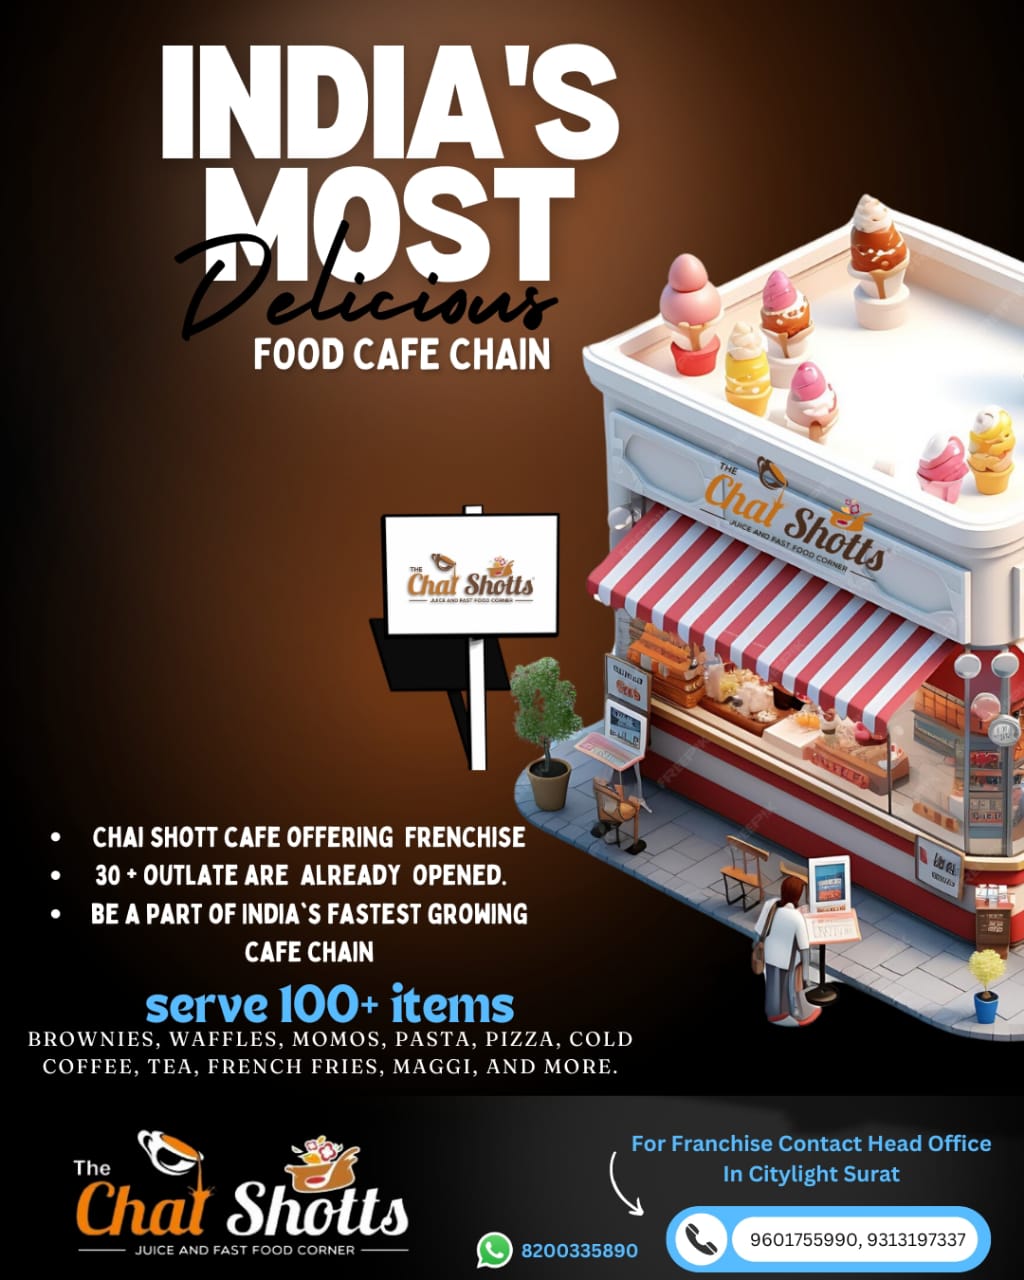 INDIA'S
MOST
Delicious
FOOD CAFE CHAIN
THE
Chai Shotts
JUICE AND FAST FOOD CORNER
THE
Chai Shotts
JUICE AND FAST FOOD CORNER
• CHAI SHOTT CAFE OFFERING FRENCHISE
• 30 + OUTLATE ARE ALREADY OPENED.
• BE A PART OF INDIA`S FASTEST GROWING
CAFE CHAIN
serve 100+ items
BROWNIES, WAFFLES, MOMOS, PASTA, PIZZA, COLD
COFFEE, TEA, FRENCH FRIES, MAGGI, AND MORE.
The
Chai Shotts
JUICE AND FAST FOOD CORNER
For Franchise Contact Head Office
In Citylight Surat
8200335890
9601755990, 9313197337